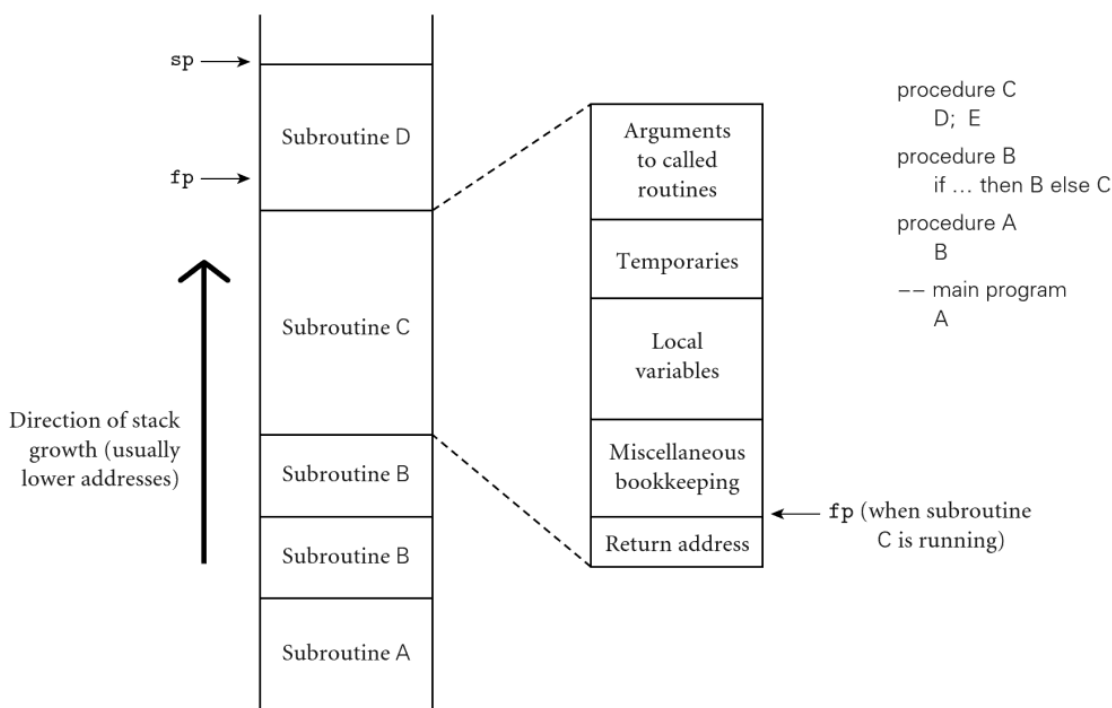 sp
Subroutine D
fp
Subroutine C
Direction of stack
growth (usually
lower addresses)
Subroutine B
Subroutine B
Subroutine A
Arguments
to called
routines
Temporaries
Local
variables
Miscellaneous
bookkeeping
Return address
fp (when subroutine
C is running)
procedure C
D; E
procedure B
if ... then B else C
procedure A
B
-- main program
A